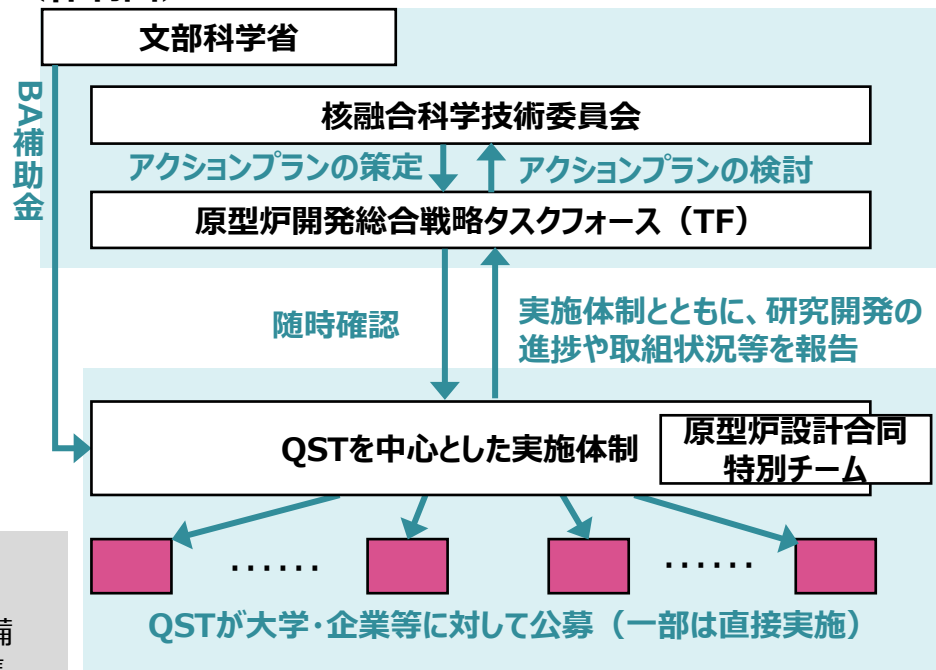 文部科学省
BA補助金
核融合科学技術委員会
アクションプランの策定
アクションプランの検討
原型炉開発総合戦略タスクフォース（TF）
随時確認
実施体制とともに、研究開発の
進捗や取組状況等を報告
QSTを中心とした実施体制
原型炉設計合同
特別チーム
・・・・・・
・・・・・・
QSTが大学・企業等に対して公募（一部は直接実施）
備